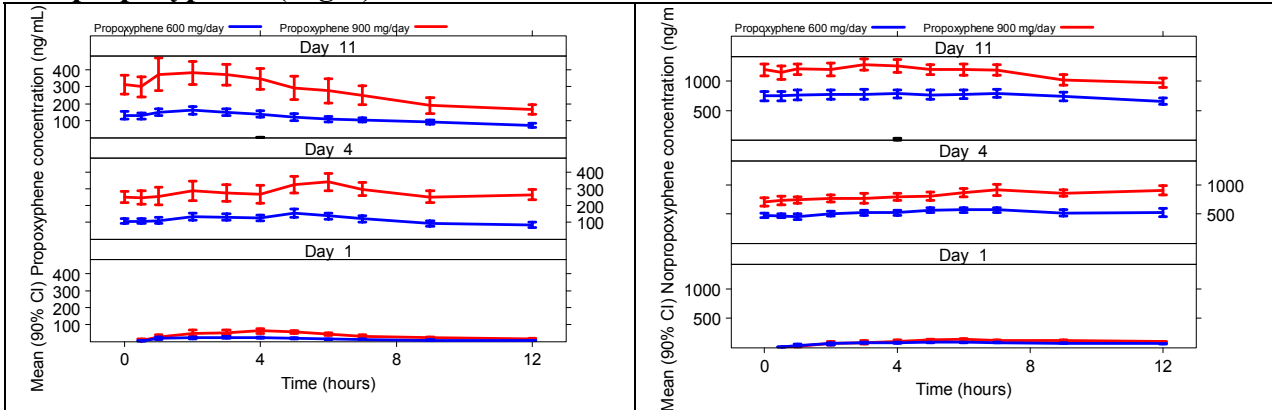 Propoxyphene 600 mg/day Propoxyphene 900 mg/day
Day 11
400
300
200
100
Day 4
400
300
200
100
Day 1
400
300
200
100
0 4 8 12
Time (hours)
Mean (90% CI) Propoxyphene concentration (ng/mL)
Propoxyphene 600 mg/day Propoxyphene 900 mg/day
Day 11
1000
500
Day 4
1000
500
Day 1
1000
500
0 4 8 12
Time (hours)
Mean (90% CI) Norpropoxyphene concentration (ng/m